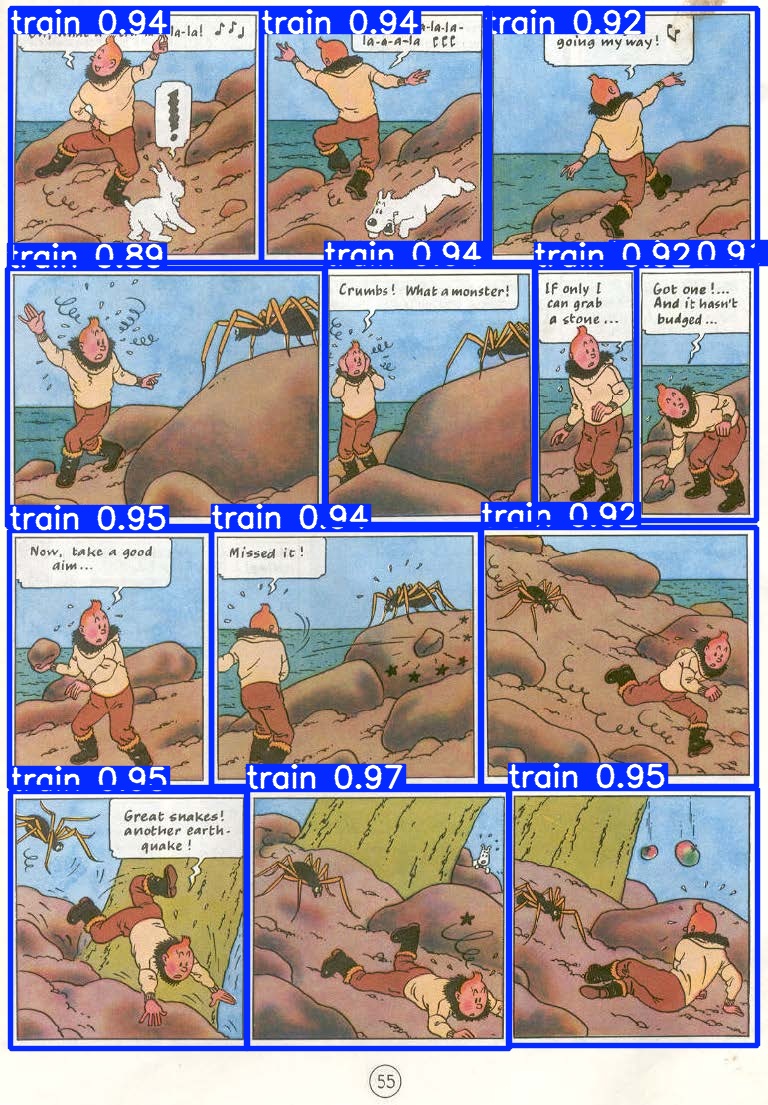 train 0.94
train 0.94
train 0.92
la-la!
a-la-la-
la-a-a-la
going my way!
train 0.89
train 0.94
train 0.92
0.91
Crumbs! What a monster!
If only I
can grab
a stone...
Got one!...
And it hasn't
budged...
train 0.95
train 0.94
train 0.92
Now, take a good
aim...
Missed it!
train 0.95
train 0.97
train 0.95
Great snakes!
another earth-
quake!
55